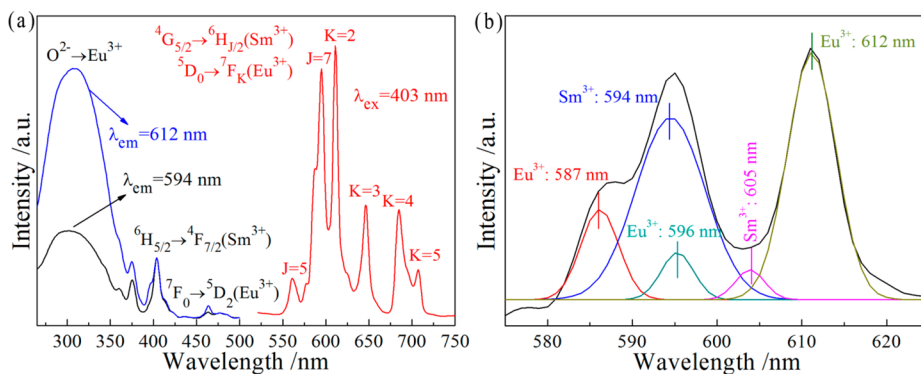 (a)
⁴G₅/₂→⁶H_J/2(Sm³⁺)
⁵D₀→⁷F_K(Eu³⁺)
O²⁻→Eu³⁺
λem=612 nm
λem=594 nm
⁶H₅/₂→⁴F₇/₂(Sm³⁺)
⁷F₀→⁵D₂(Eu³⁺)
K=2
J=7
λex=403 nm
K=3
K=4
K=5
J=5
Intensity /a.u.
300 350 400 450 500 550 600 650 700 750
Wavelength /nm
(b)
Eu³⁺: 612 nm
Sm³⁺: 594 nm
Eu³⁺: 587 nm
Eu³⁺: 596 nm
Sm³⁺: 605 nm
Intensity /a.u.
580 590 600 610 620
Wavelength /nm